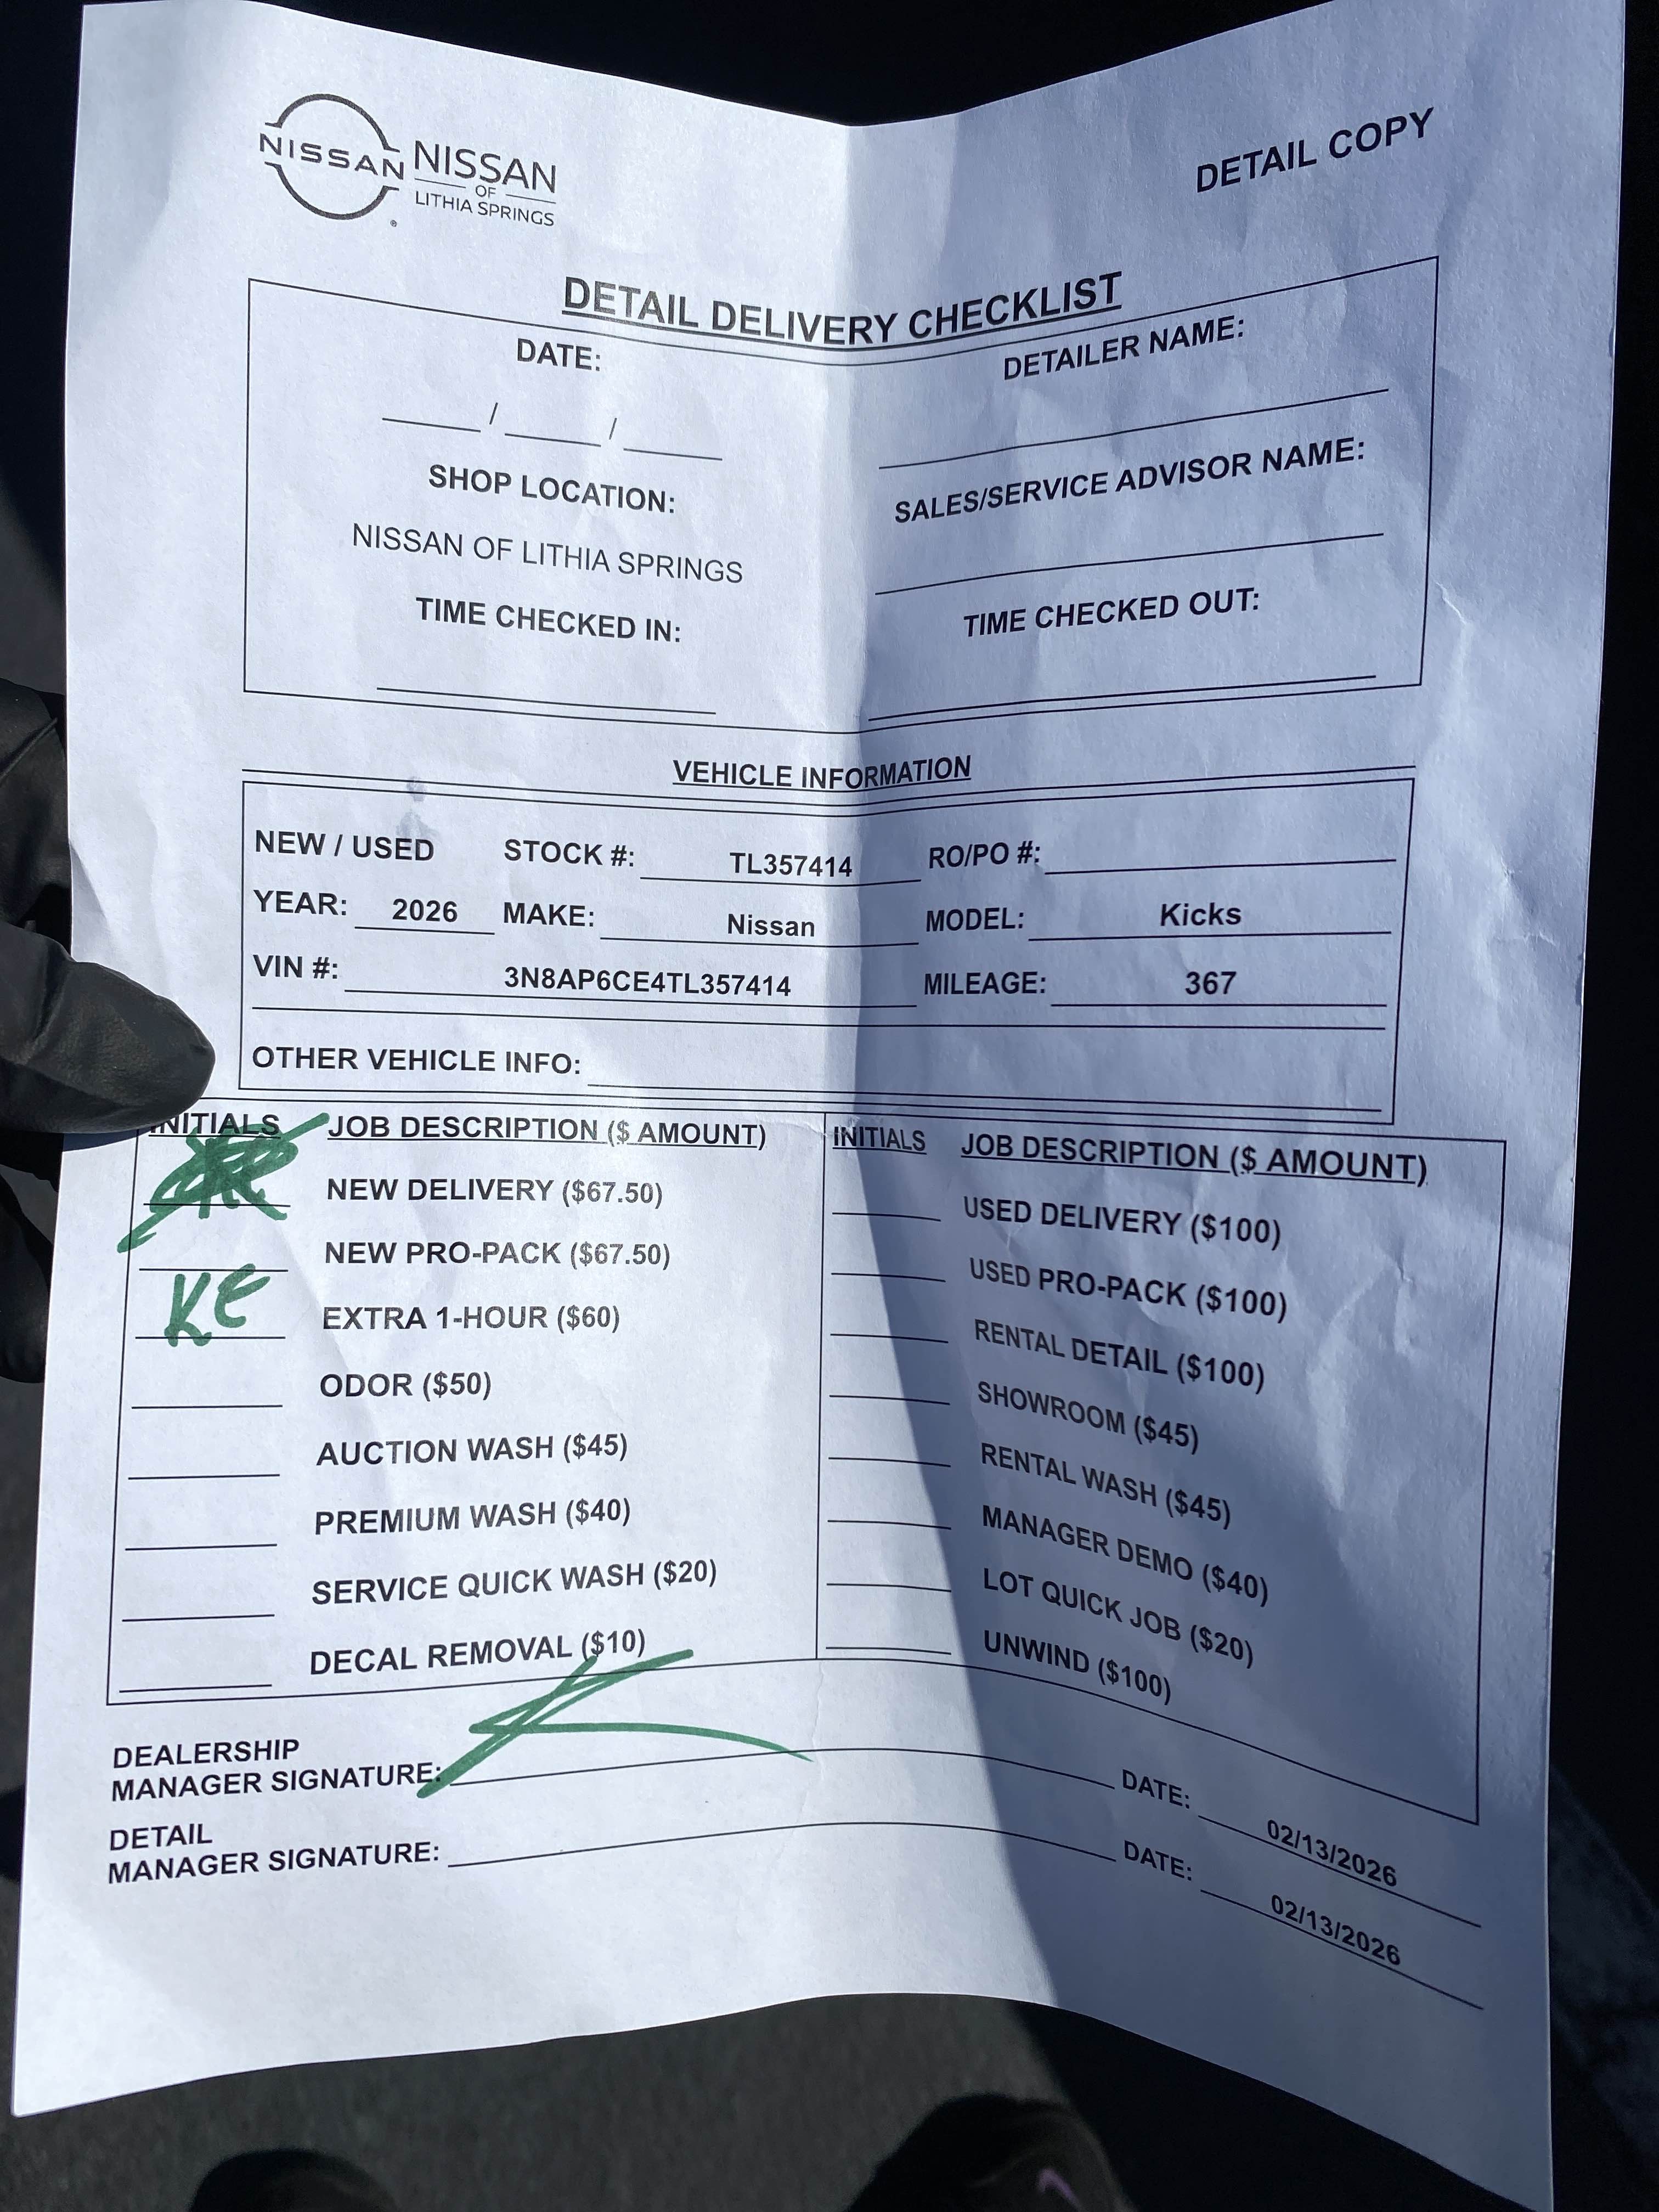 NISSAN
NISSAN
OF
LITHIA SPRINGS
DETAIL COPY
DETAIL DELIVERY CHECKLIST
DATE:
____ / ____ / ____
DETAILER NAME:
SHOP LOCATION:
NISSAN OF LITHIA SPRINGS
SALES/SERVICE ADVISOR NAME:
TIME CHECKED IN:
TIME CHECKED OUT:
VEHICLE INFORMATION
NEW / USED STOCK #: TL357414 RO/PO #:
YEAR: 2026 MAKE: Nissan MODEL: Kicks
VIN #: 3N8AP6CE4TL357414 MILEAGE: 367
OTHER VEHICLE INFO:
INITIALS JOB DESCRIPTION ($ AMOUNT)
NEW DELIVERY ($67.50)
NEW PRO-PACK ($67.50)
KE EXTRA 1-HOUR ($60)
ODOR ($50)
AUCTION WASH ($45)
PREMIUM WASH ($40)
SERVICE QUICK WASH ($20)
DECAL REMOVAL ($10)
INITIALS JOB DESCRIPTION ($ AMOUNT)
USED DELIVERY ($100)
USED PRO-PACK ($100)
RENTAL DETAIL ($100)
SHOWROOM ($45)
RENTAL WASH ($45)
MANAGER DEMO ($40)
LOT QUICK JOB ($20)
UNWIND ($100)
DEALERSHIP
MANAGER SIGNATURE: DATE: 02/13/2026
DETAIL
MANAGER SIGNATURE: DATE: 02/13/2026